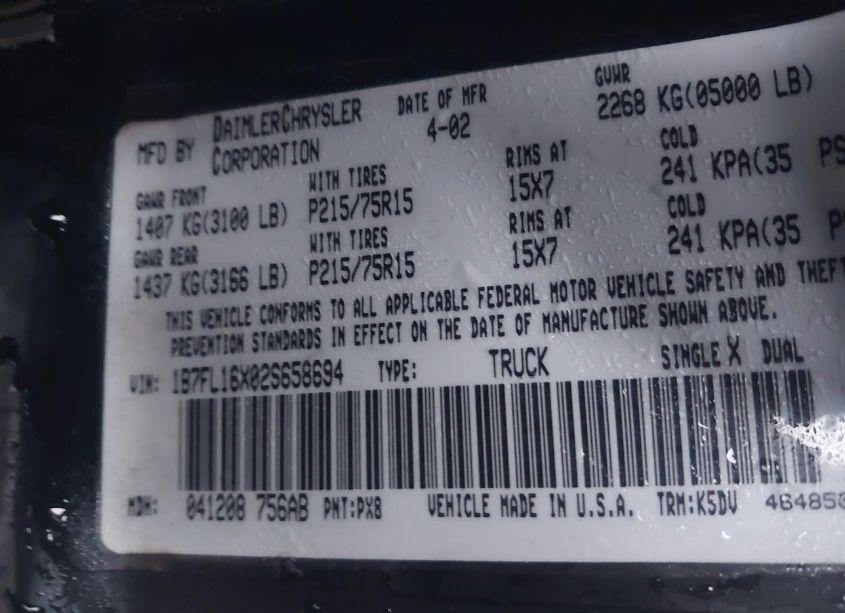 MFD BY DAIMLERCHRYSLER CORPORATION
DATE OF MFR 4-02
GVWR 2268 KG(05000 LB)
GAWR FRONT 1407 KG(3100 LB)
WITH TIRES P215/75R15
RIMS AT 15X7
COLD 241 KPA(35
GAWR REAR 1437 KG(3166 LB)
WITH TIRES P215/75R15
RIMS AT 15X7
COLD 241 KPA(35
THIS VEHICLE CONFORMS TO ALL APPLICABLE FEDERAL MOTOR VEHICLE SAFETY AND THEFT
PREVENTION STANDARDS IN EFFECT ON THE DATE OF MANUFACTURE SHOWN ABOVE.
VIN: 1B7FL16X02S658694 TYPE: TRUCK SINGLE X DUAL
MDH: 041208 756AB PNT:PX8 VEHICLE MADE IN U.S.A. TRM:K5DV